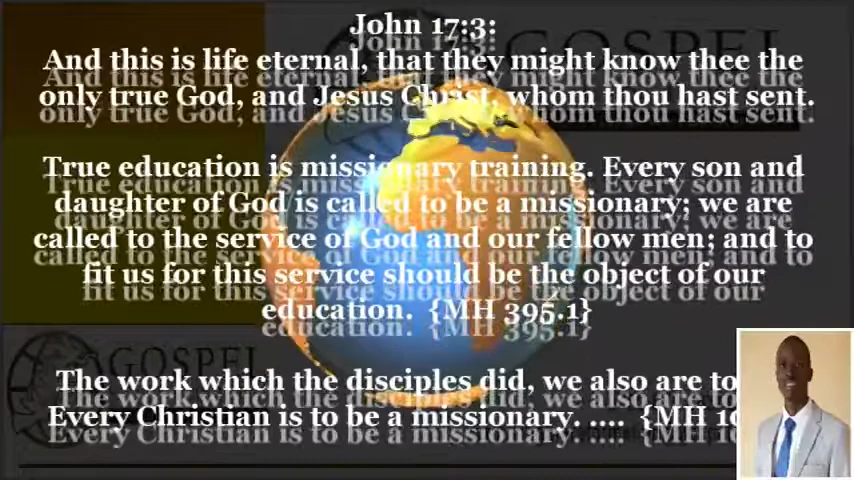 John 17:3:
And this is life eternal, that they might know thee the
only true God, and Jesus Christ, whom thou hast sent.
True education is missionary training. Every son and
daughter of God is called to be a missionary; we are
called to the service of God and our fellow men; and to
fit us for this service should be the object of our
education. {MH 395.1}
The work which the disciples did, we also are to
Every Christian is to be a missionary. .... {MH
GOSPEL
GOSPEL